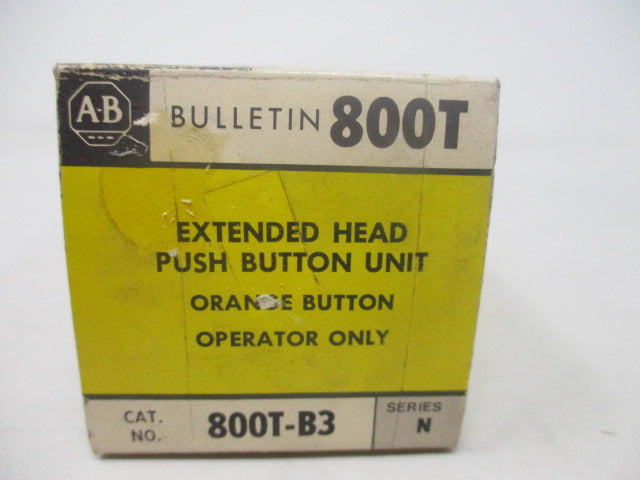 A-B BULLETIN 800T
EXTENDED HEAD
PUSH BUTTON UNIT
ORANGE BUTTON
OPERATOR ONLY
CAT. NO. 800T-B3 SERIES N